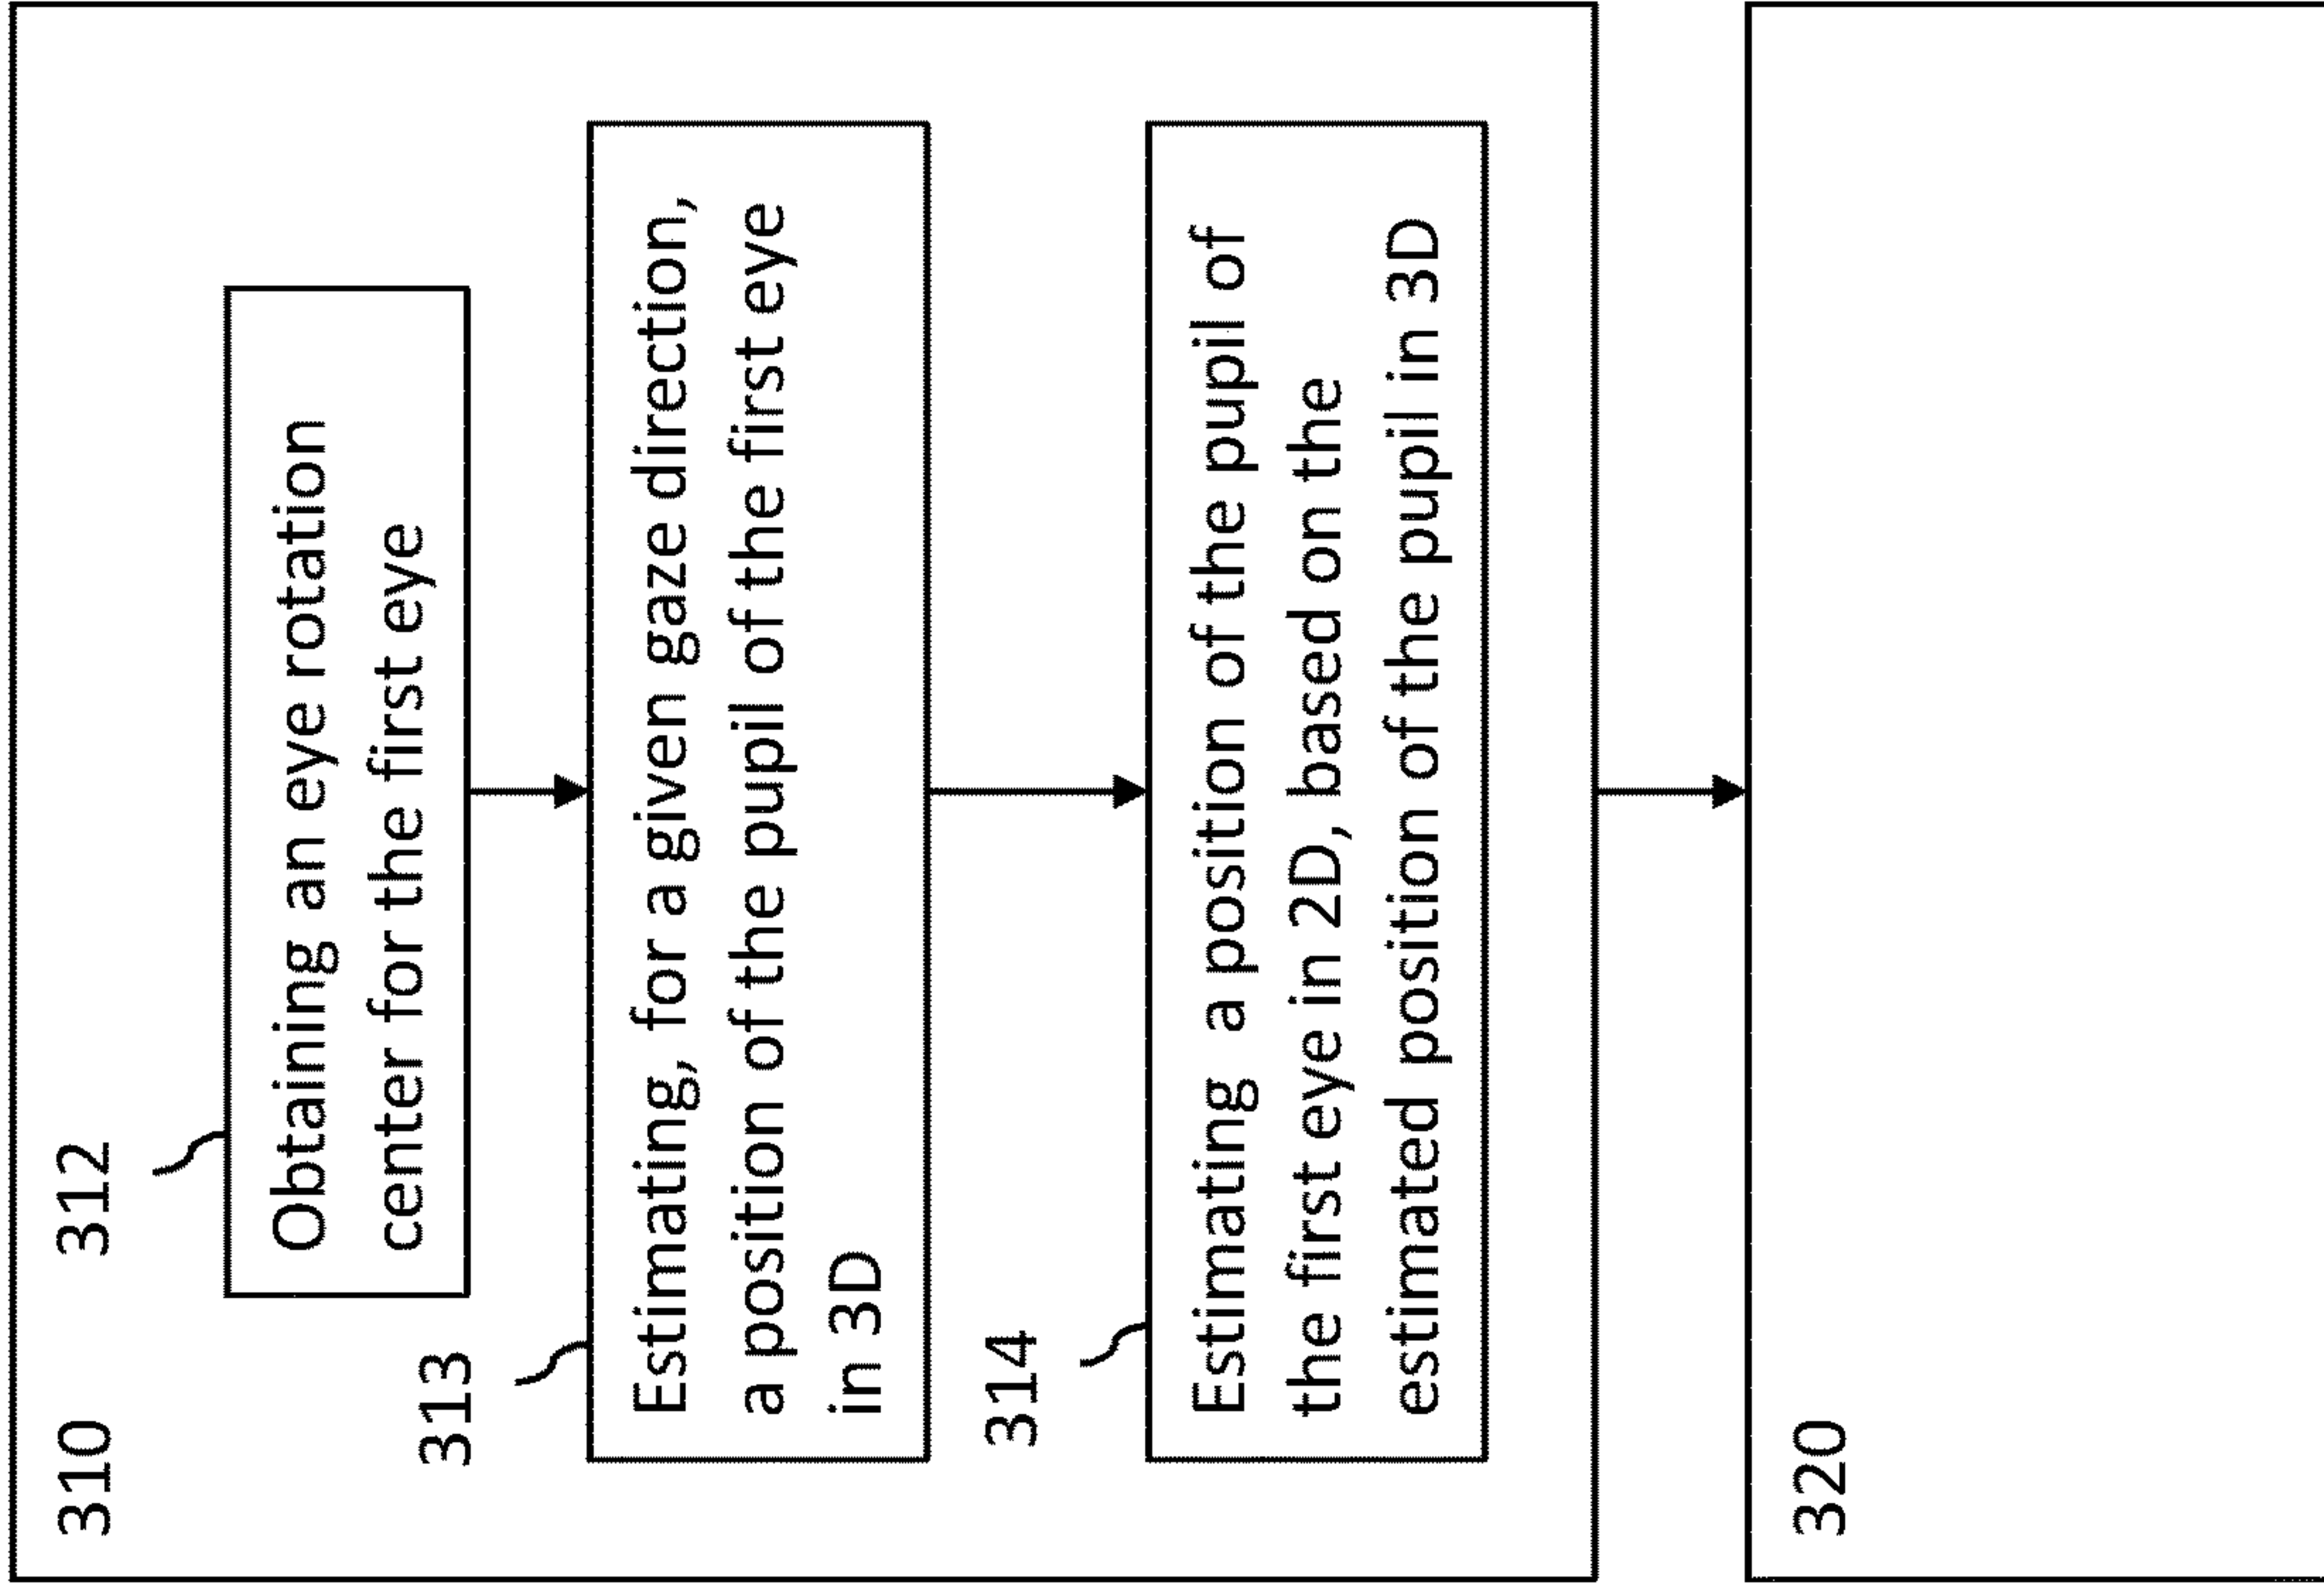 310
312
Obtaining an eye rotation
center for the first eye
313
Estimating, for a given gaze direction,
a position of the pupil of the first eye
in 3D
314
Estimating a position of the pupil of
the first eye in 2D, based on the
estimated position of the pupil in 3D
320